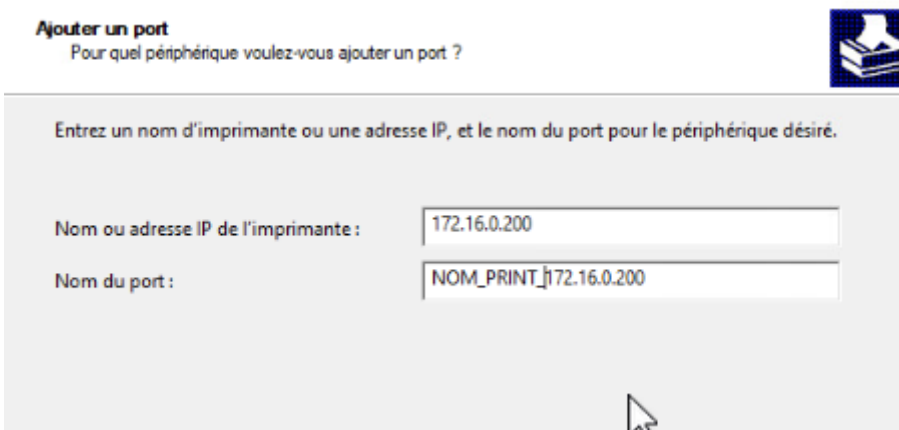 Ajouter un port
Pour quel périphérique voulez-vous ajouter un port ?
Entrez un nom d'imprimante ou une adresse IP, et le nom du port pour le périphérique désiré.
Nom ou adresse IP de l'imprimante : 172.16.0.200
Nom du port : NOM_PRINT_172.16.0.200